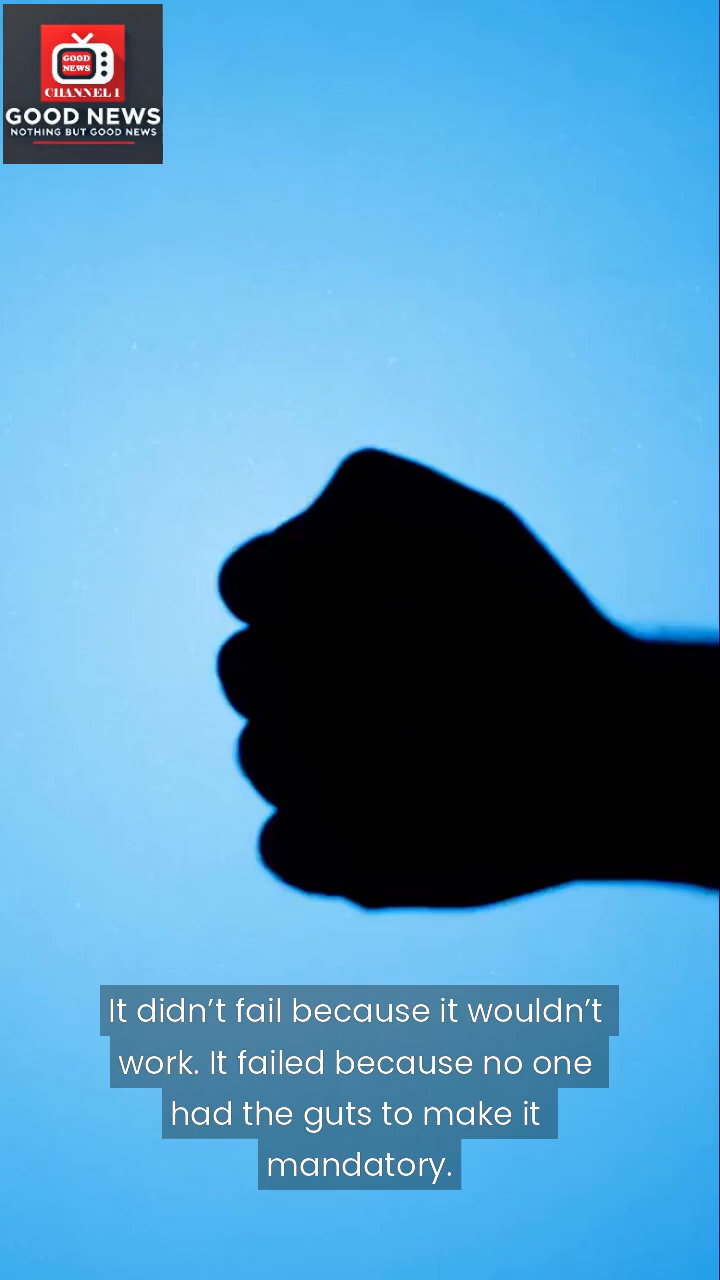 GOOD
NEWS
CHANNEL 1
GOOD NEWS
NOTHING BUT GOOD NEWS
It didn’t fail because it wouldn’t
work. It failed because no one
had the guts to make it
mandatory.